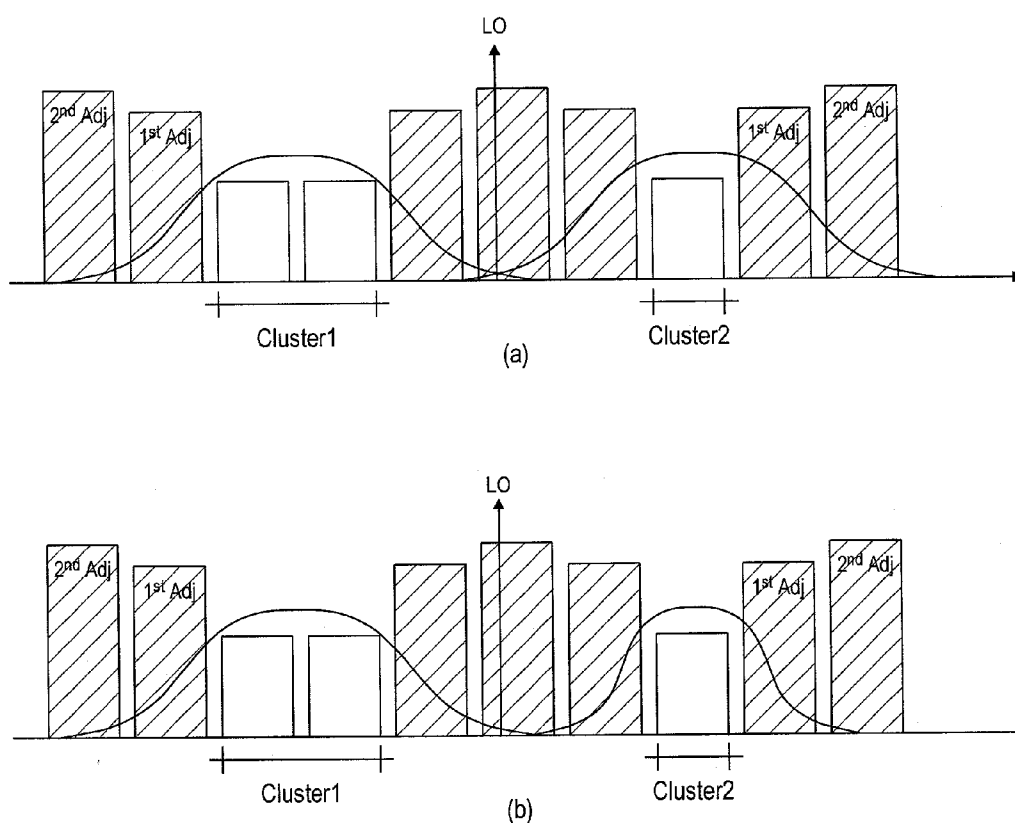 LO
2nd Adj
1st Adj
1st Adj
2nd Adj
Cluster1
Cluster2
(a)
LO
2nd Adj
1st Adj
1st Adj
2nd Adj
Cluster1
Cluster2
(b)